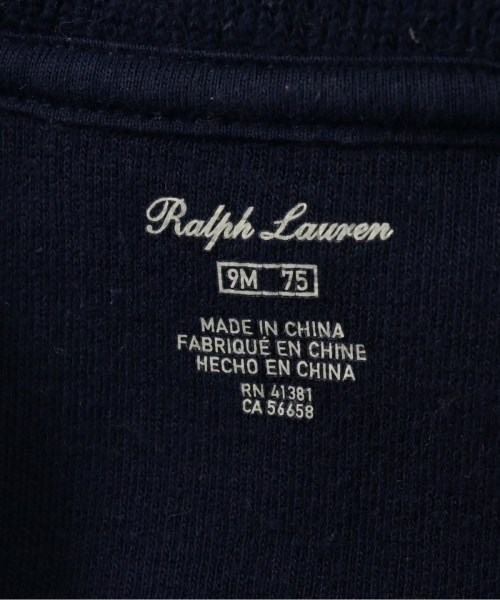 Ralph Lauren
9M 75
MADE IN CHINA
FABRIQUÉ EN CHINE
HECHO EN CHINA
RN 41381
CA 56658